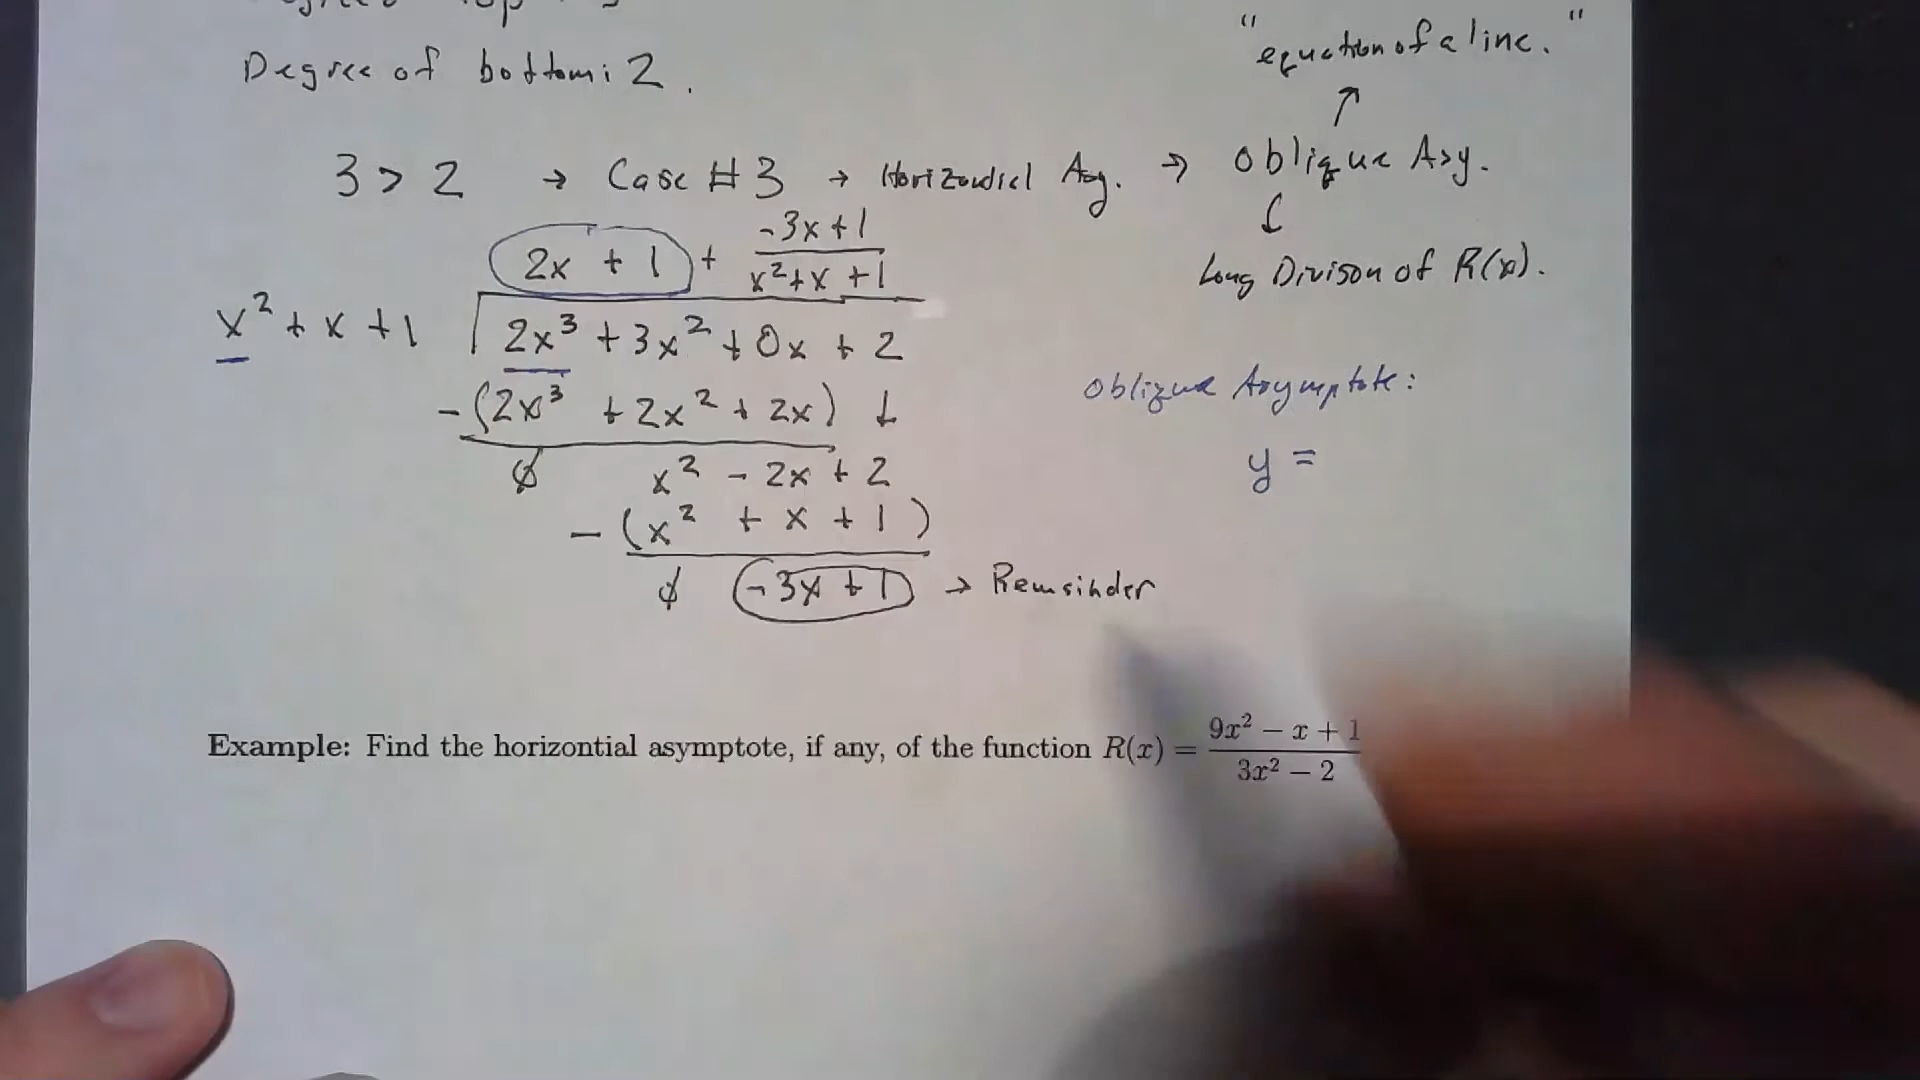 "equation of a line."
Degree of bottom: 2.
3 > 2 → Case # 3 → Horizontial Asy. → Oblique Asy.
Long Divison of R(x).
2x + 1 + (-3x + 1)/(x² + x + 1)
x² + x + 1 | 2x³ + 3x² + 0x + 2
-(2x³ + 2x² + 2x) ↓
0 x² - 2x + 2
-(x² + x + 1)
0 -3x + 1 → Remainder
Oblique Asymptote:
y =
Example: Find the horizontial asymptote, if any, of the function R(x) = (9x² − x + 1)/(3x² − 2)